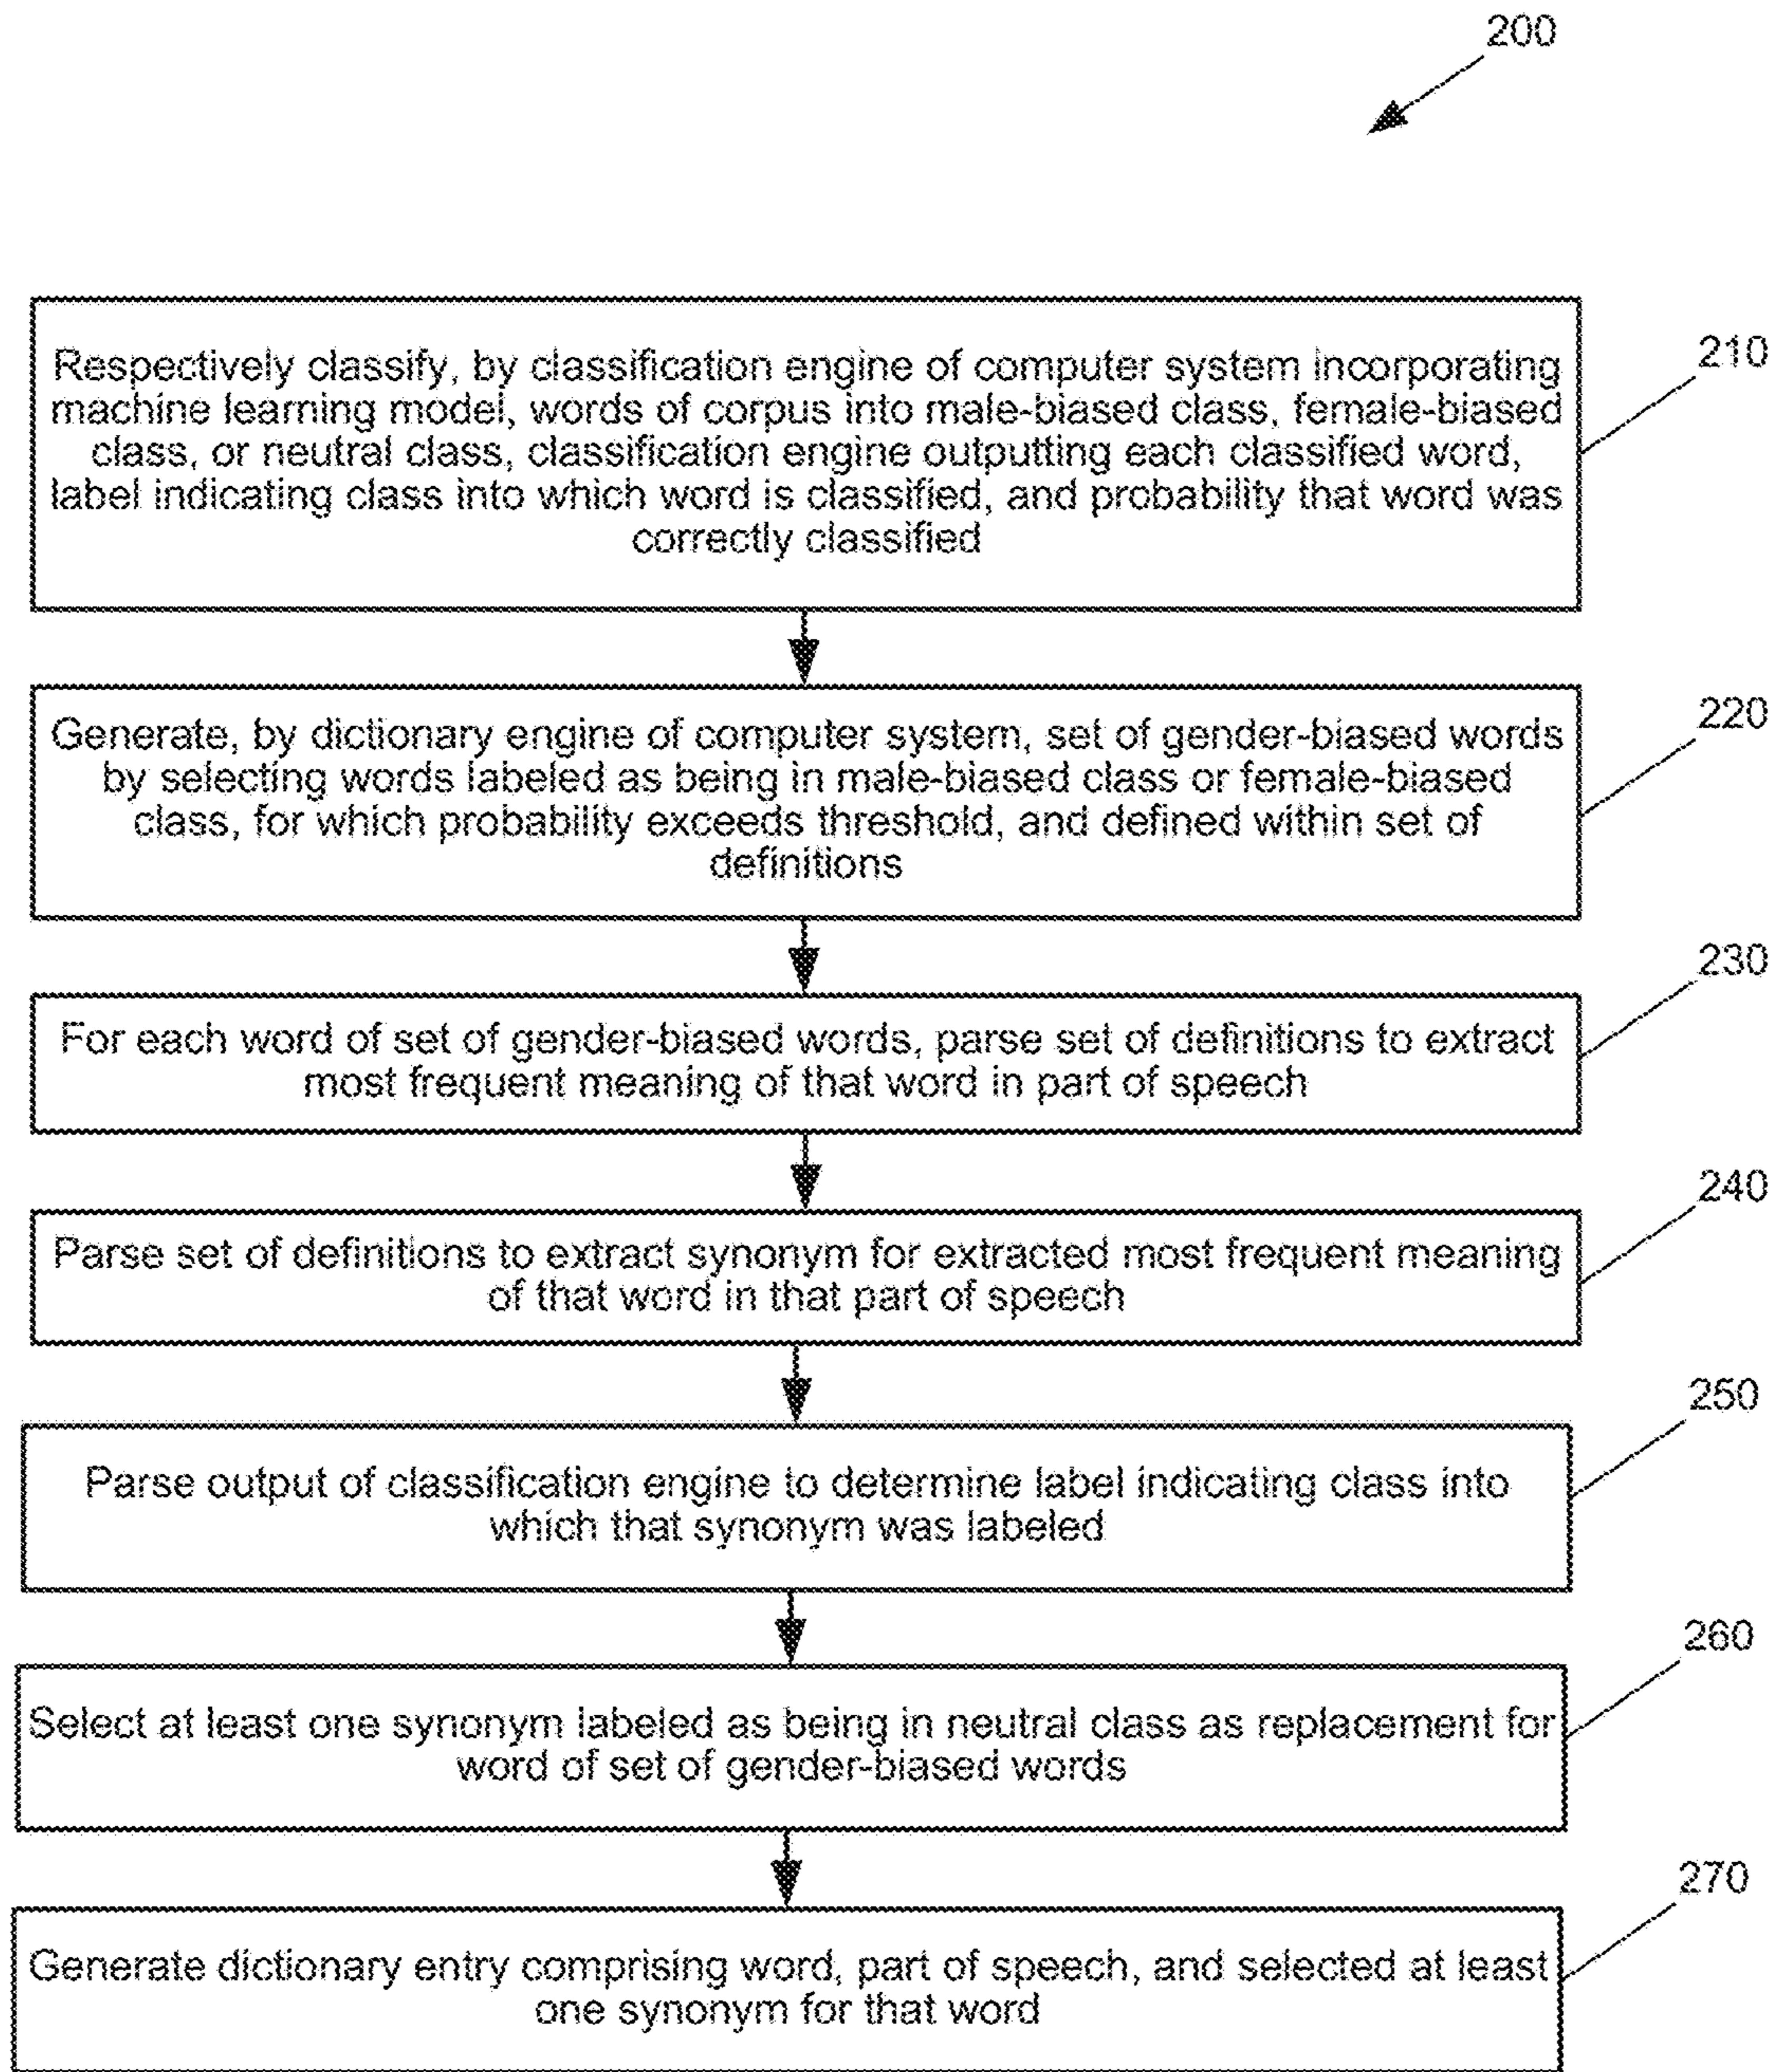 200
Respectively classify, by classification engine of computer system incorporating
machine learning model, words of corpus into male-biased class, female-biased
class, or neutral class, classification engine outputting each classified word,
label indicating class into which word is classified, and probability that word was
correctly classified
210
Generate, by dictionary engine of computer system, set of gender-biased words
by selecting words labeled as being in male-biased class or female-biased
class, for which probability exceeds threshold, and defined within set of
definitions
220
For each word of set of gender-biased words, parse set of definitions to extract
most frequent meaning of that word in part of speech
230
Parse set of definitions to extract synonym for extracted most frequent meaning
of that word in that part of speech
240
Parse output of classification engine to determine label indicating class into
which that synonym was labeled
250
Select at least one synonym labeled as being in neutral class as replacement for
word of set of gender-biased words
260
Generate dictionary entry comprising word, part of speech, and selected at least
one synonym for that word
270